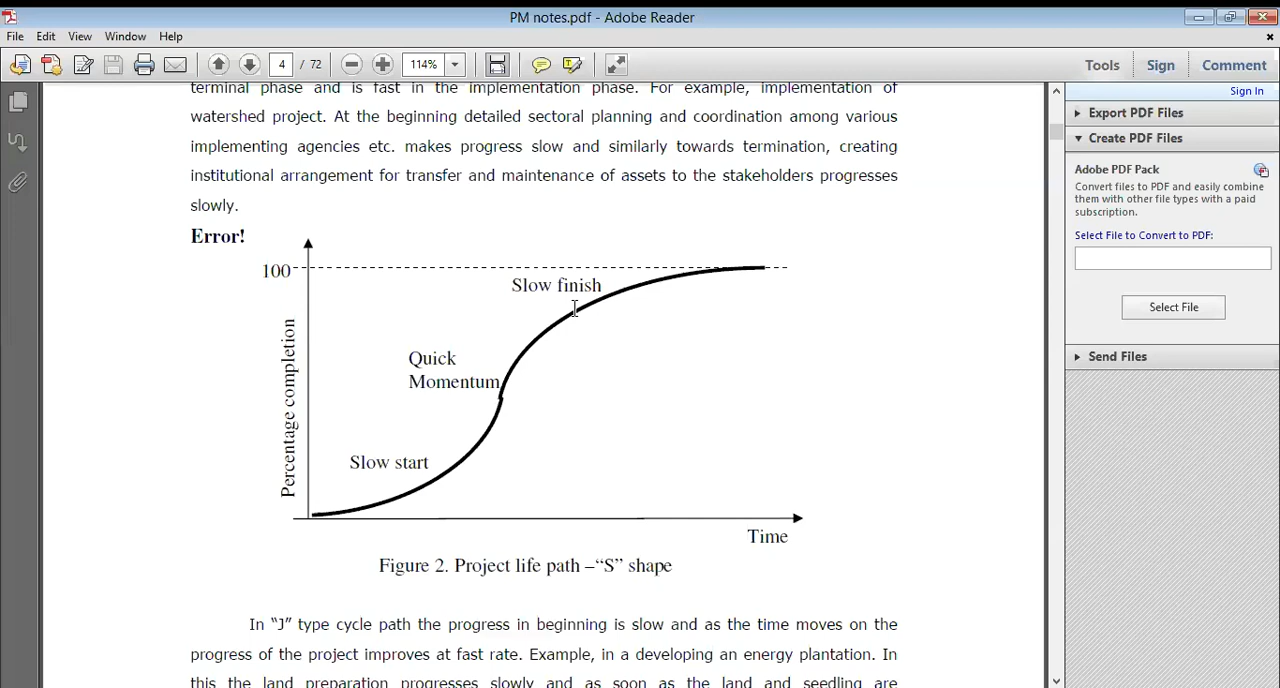 PM notes.pdf - Adobe Reader
File Edit View Window Help
4 / 72 114% Tools Sign Comment
Sign In
Export PDF Files
Create PDF Files
Adobe PDF Pack
Convert files to PDF and easily combine
them with other file types with a paid
subscription.
Select File to Convert to PDF:
Select File
Send Files
terminal phase and is fast in the implementation phase. For example, implementation of
watershed project. At the beginning detailed sectoral planning and coordination among various
implementing agencies etc. makes progress slow and similarly towards termination, creating
institutional arrangement for transfer and maintenance of assets to the stakeholders progresses
slowly.
Error!
100
Slow finish
Quick
Momentum
Slow start
Percentage completion
Time
Figure 2. Project life path –“S” shape
In “J” type cycle path the progress in beginning is slow and as the time moves on the
progress of the project improves at fast rate. Example, in a developing an energy plantation. In
this the land preparation progresses slowly and as soon as the land and seedling are